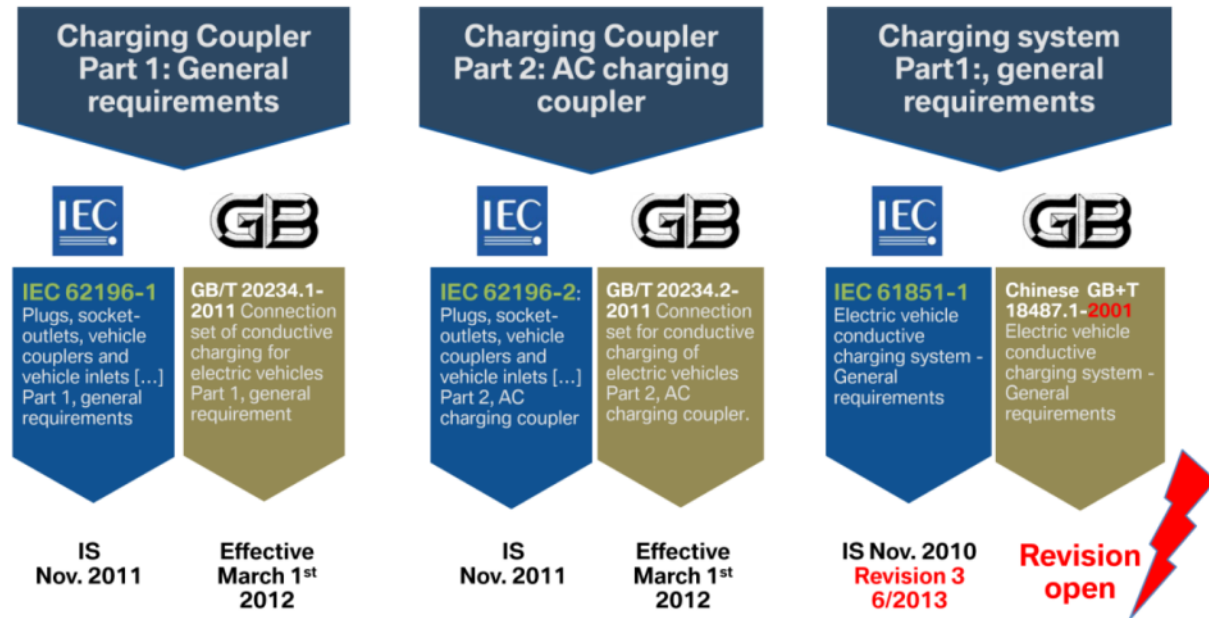 Charging Coupler
Part 1: General
requirements
IEC
GB
IEC 62196-1
Plugs, socket-
outlets, vehicle
couplers and
vehicle inlets [...]
Part 1, general
requirements
GB/T 20234.1-
2011 Connection
set of conductive
charging for
electric vehicles
Part 1, general
requirement
IS
Nov. 2011
Effective
March 1st
2012
Charging Coupler
Part 2: AC charging
coupler
IEC
GB
IEC 62196-2:
Plugs, socket-
outlets, vehicle
couplers and
vehicle inlets [...]
Part 2, AC
charging coupler
GB/T 20234.2-
2011 Connection
set for conductive
charging of
electric vehicles
Part 2, AC
charging coupler.
IS
Nov. 2011
Effective
March 1st
2012
Charging system
Part1:, general
requirements
IEC
GB
IEC 61851-1
Electric vehicle
conductive
charging system -
General
requirements
Chinese GB+T
18487.1-2001
Electric vehicle
conductive
charging system -
General
requirements
IS Nov. 2010
Revision 3
6/2013
Revision
open